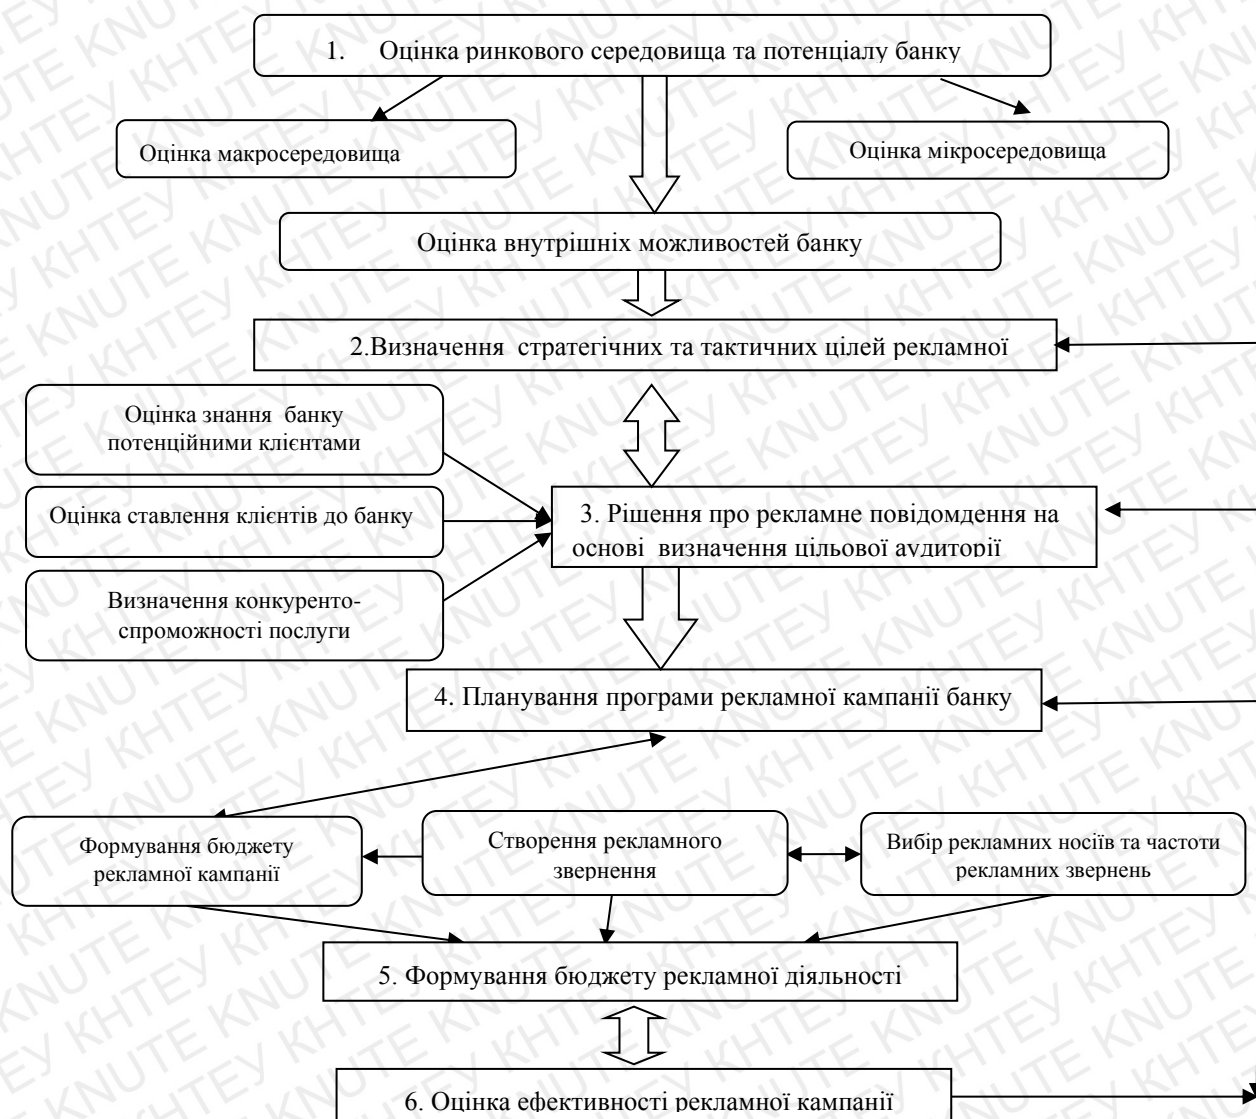 1. Оцінка ринкового середовища та потенціалу банку
Оцінка макросередовища
Оцінка мікросередовища
Оцінка внутрішніх можливостей банку
2.Визначення стратегічних та тактичних цілей рекламної
Оцінка знання банку
потенційними клієнтами
Оцінка ставлення клієнтів до банку
Визначення конкуренто-
спроможності послуги
3. Рішення про рекламне повідомдення на
основі визначення цільової аудиторії
4. Планування програми рекламної кампанії банку
Формування бюджету
рекламної кампанії
Створення рекламного
звернення
Вибір рекламних носіїв та частоти
рекламних звернень
5. Формування бюджету рекламної діяльності
6. Оцінка ефективності рекламної кампанії